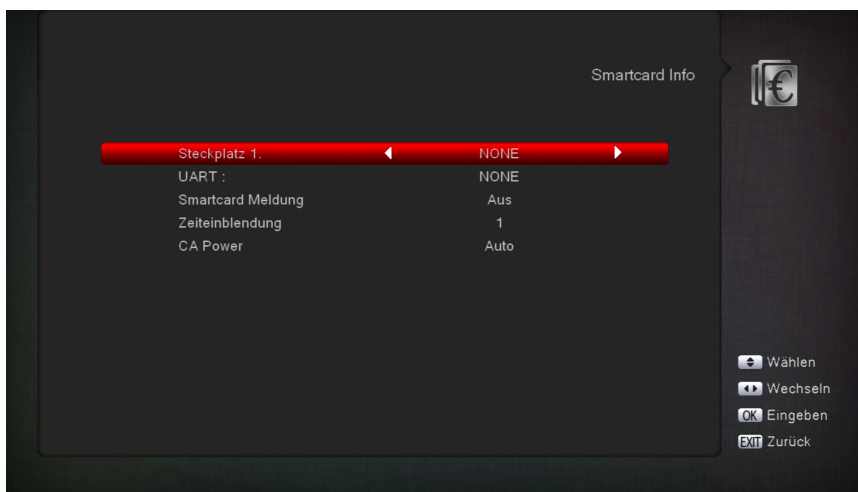 Smartcard Info
€
Steckplatz 1. NONE
UART : NONE
Smartcard Meldung Aus
Zeiteinblendung 1
CA Power Auto
Wählen
Wechseln
OK Eingeben
EXIT Zurück